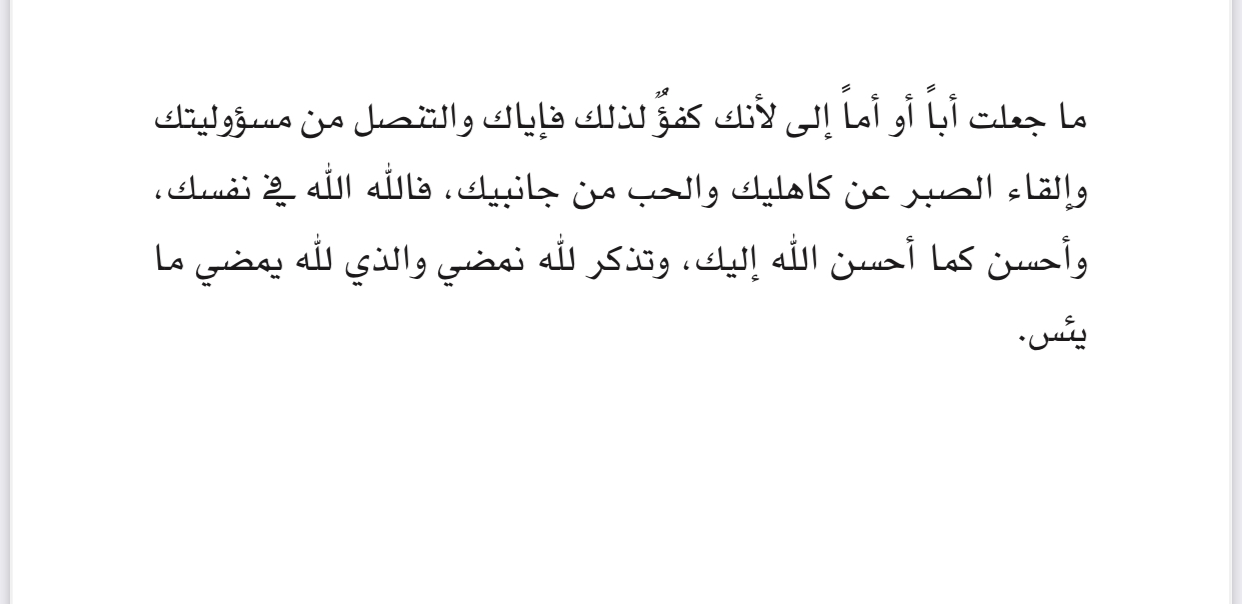 ما جعلت أباً أو أماً إلى لأنك كفؤٌ لذلك فإياك والتنصل من مسؤوليتك
وإلقاء الصبر عن كاهليك والحب من جانبيك، فالله الله في نفسك،
وأحسن كما أحسن الله إليك، وتذكر لله نمضي والذي لله يمضي ما
يئس.